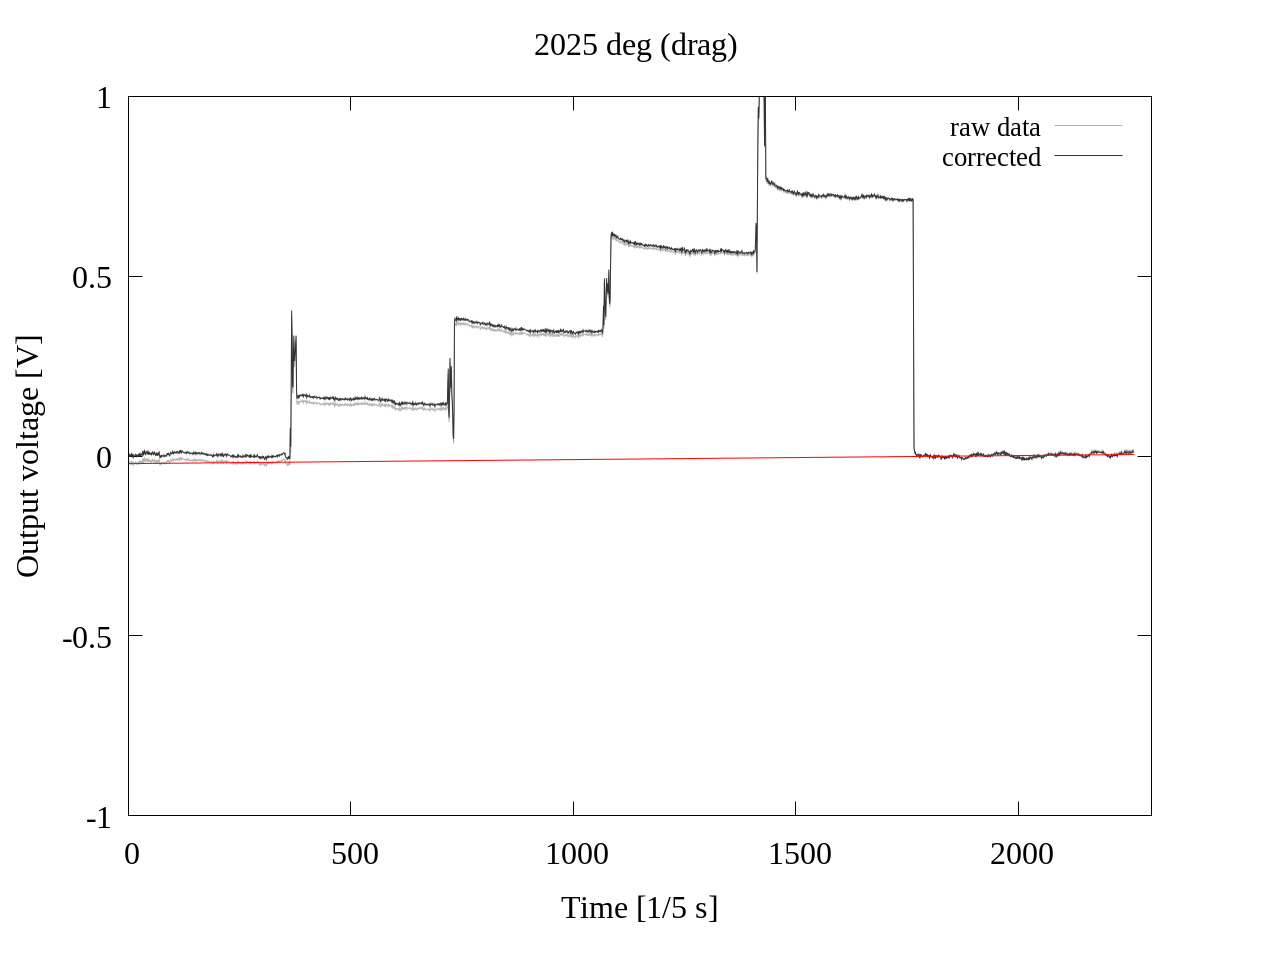 2025 deg (drag)
raw data
corrected
1
0.5
0
-0.5
-1
Output voltage [V]
0 500 1000 1500 2000
Time [1/5 s]